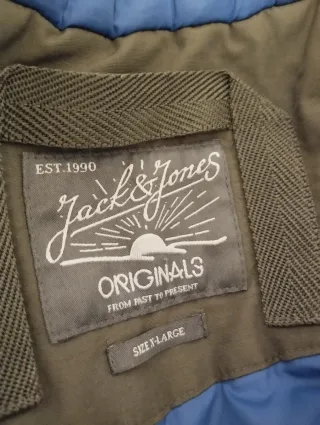 EST.1990
Jack&Jones
ORIGINALS
FROM PAST TO PRESENT
SIZE X-LARGE